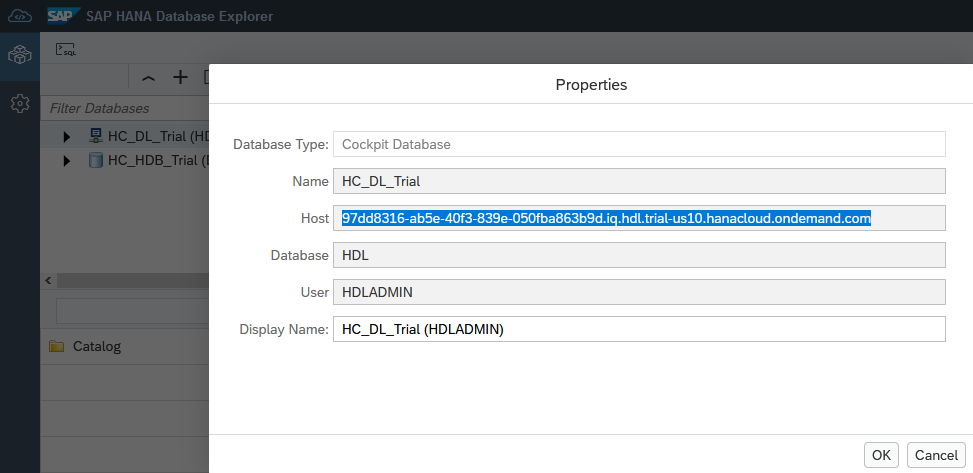 SAP SAP HANA Database Explorer
SQL
Filter Databases
HC_DL_Trial (HD
HC_HDB_Trial (D
Catalog
Properties
Database Type: Cockpit Database
Name HC_DL_Trial
Host 97dd8316-ab5e-40f3-839e-050fba863b9d.iq.hdl.trial-us10.hanacloud.ondemand.com
Database HDL
User HDLADMIN
Display Name: HC_DL_Trial (HDLADMIN)
OK Cancel